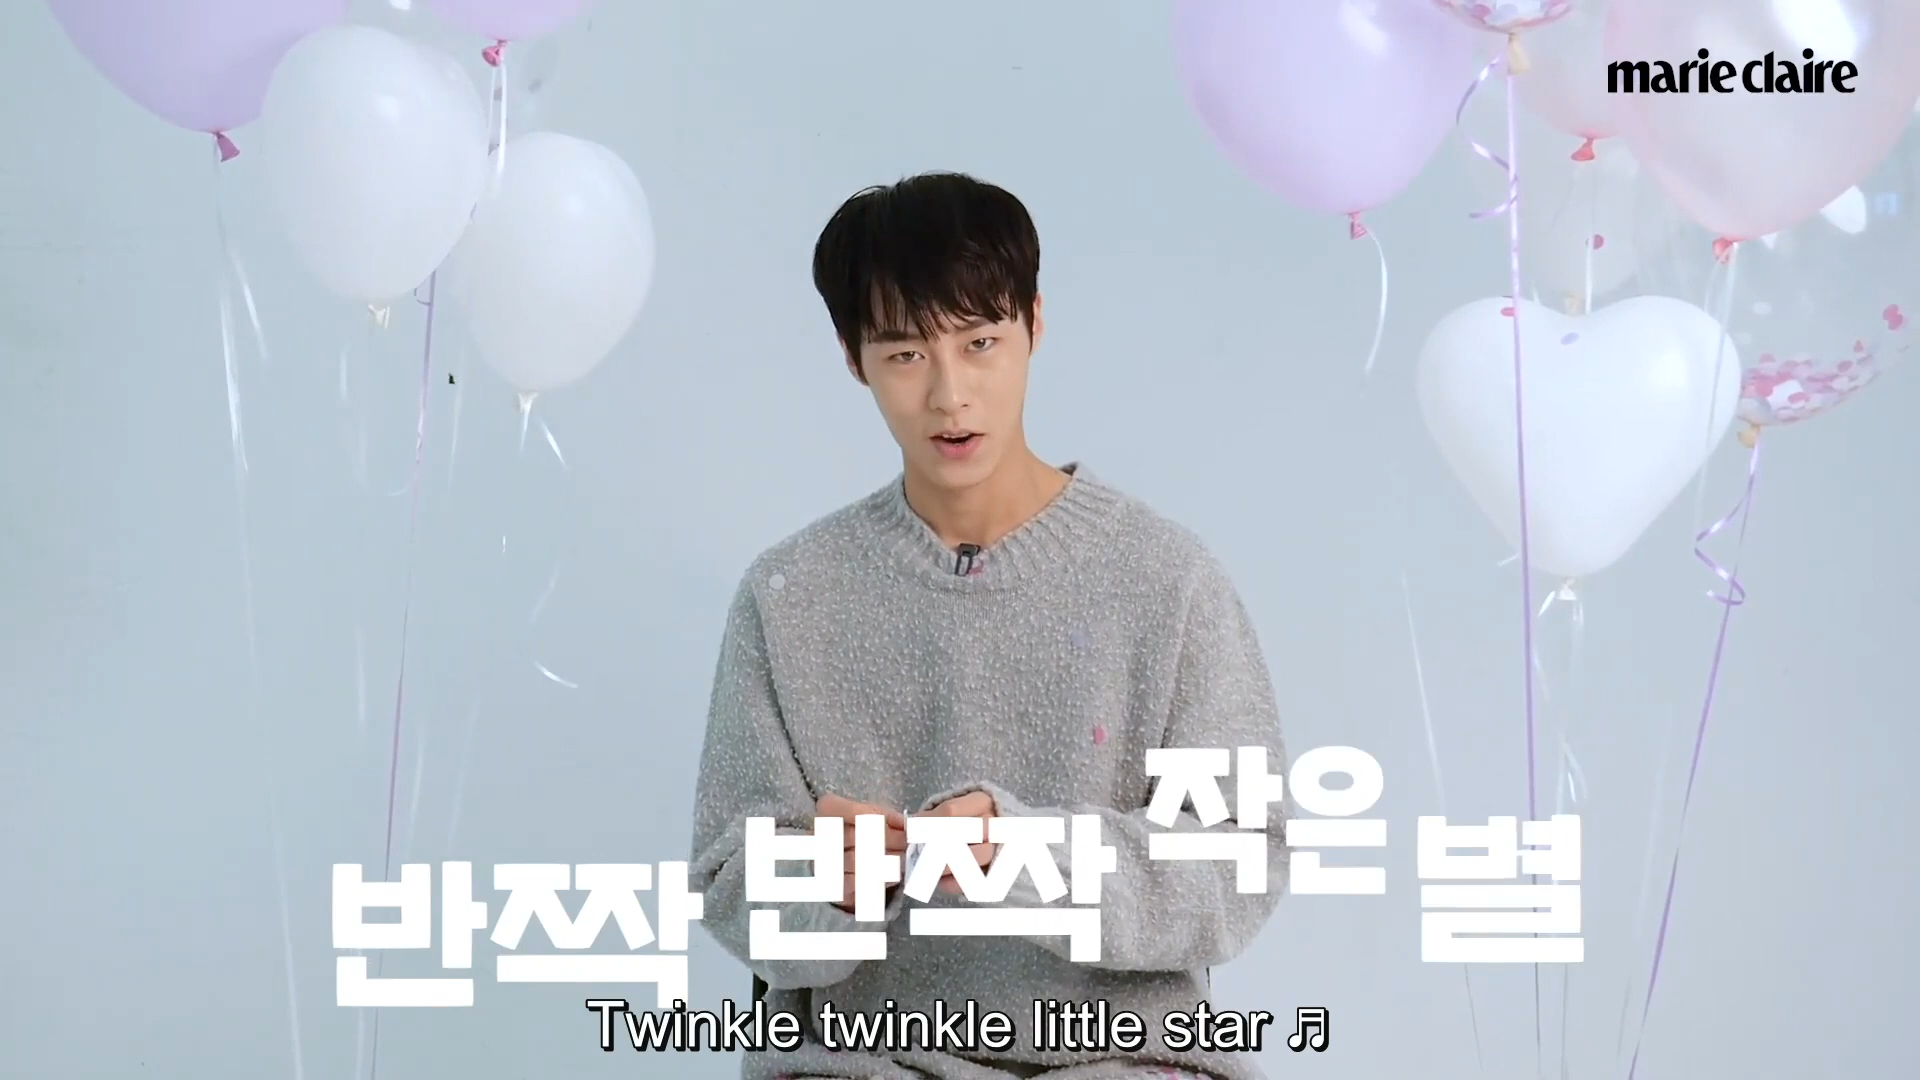 marie claire
반짝 반짝 작은 별
Twinkle twinkle little star ♬